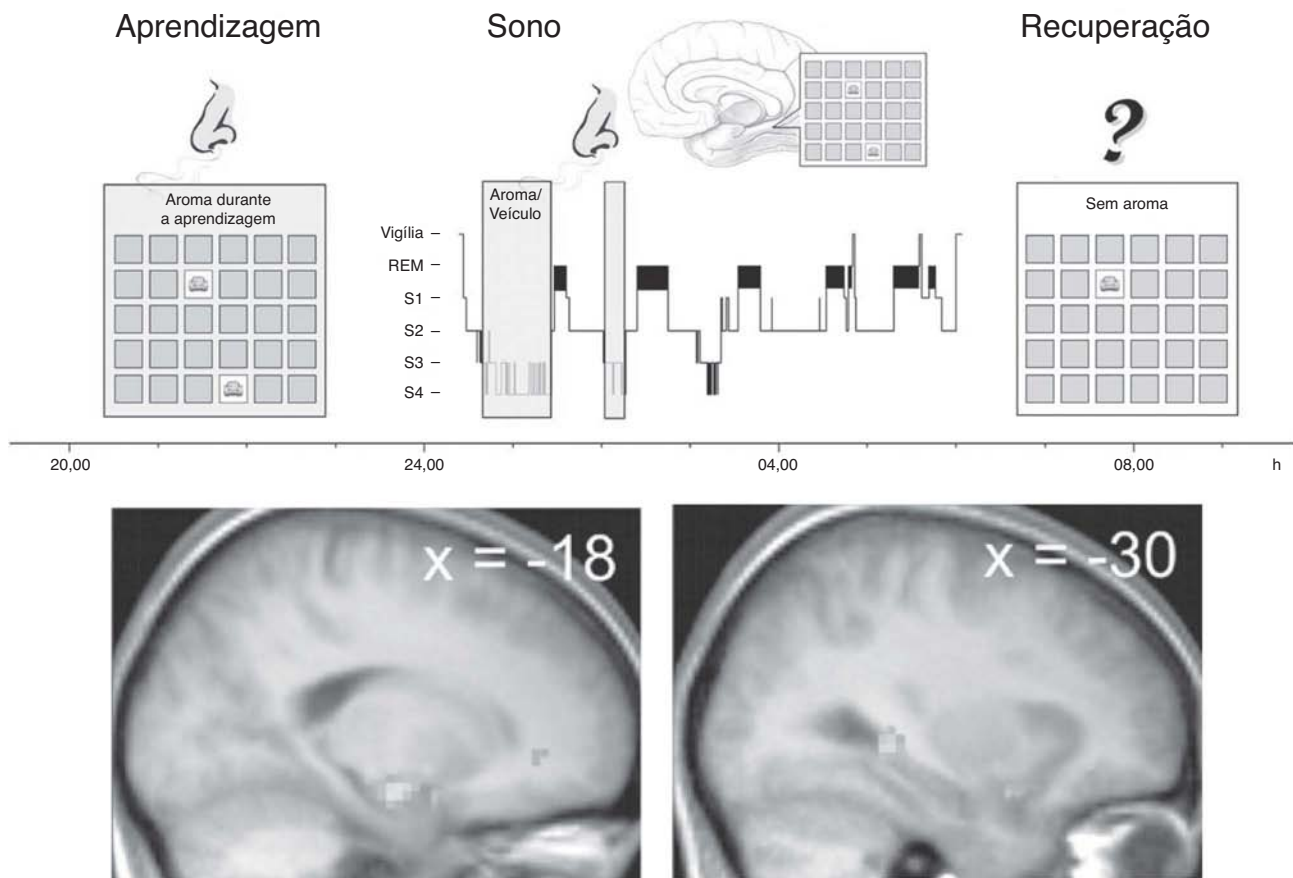 Aprendizagem
Sono
Recuperação
Aroma durante
a aprendizagem
Aroma/
Veículo
Vigília
REM
S1
S2
S3
S4
?
Sem aroma
20,00
24,00
04,00
08,00
h
x = -18
x = -30